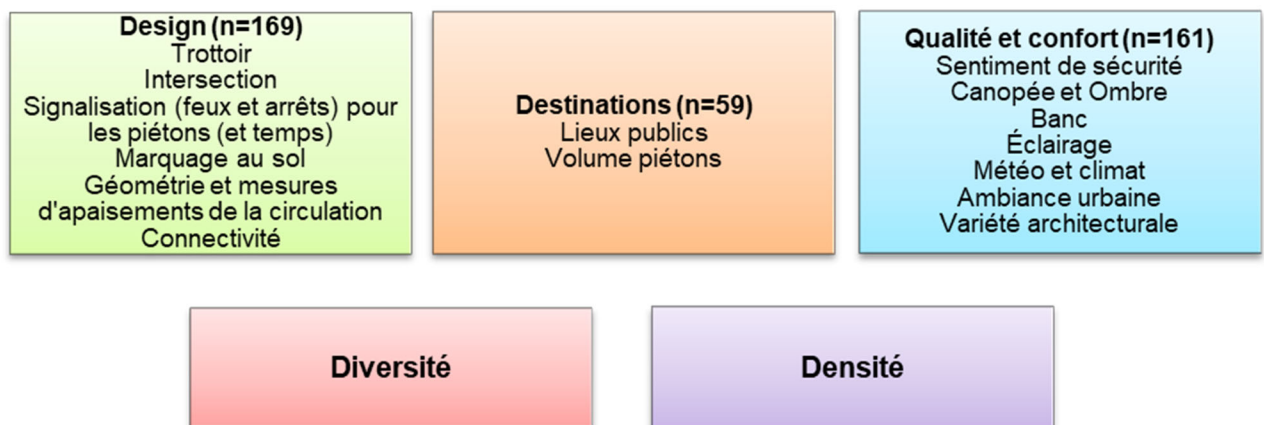 Design (n=169)
Trottoir
Intersection
Signalisation (feux et arrêts) pour
les piétons (et temps)
Marquage au sol
Géométrie et mesures
d'apaisements de la circulation
Connectivité
Destinations (n=59)
Lieux publics
Volume piétons
Qualité et confort (n=161)
Sentiment de sécurité
Canopée et Ombre
Banc
Éclairage
Météo et climat
Ambiance urbaine
Variété architecturale
Diversité
Densité